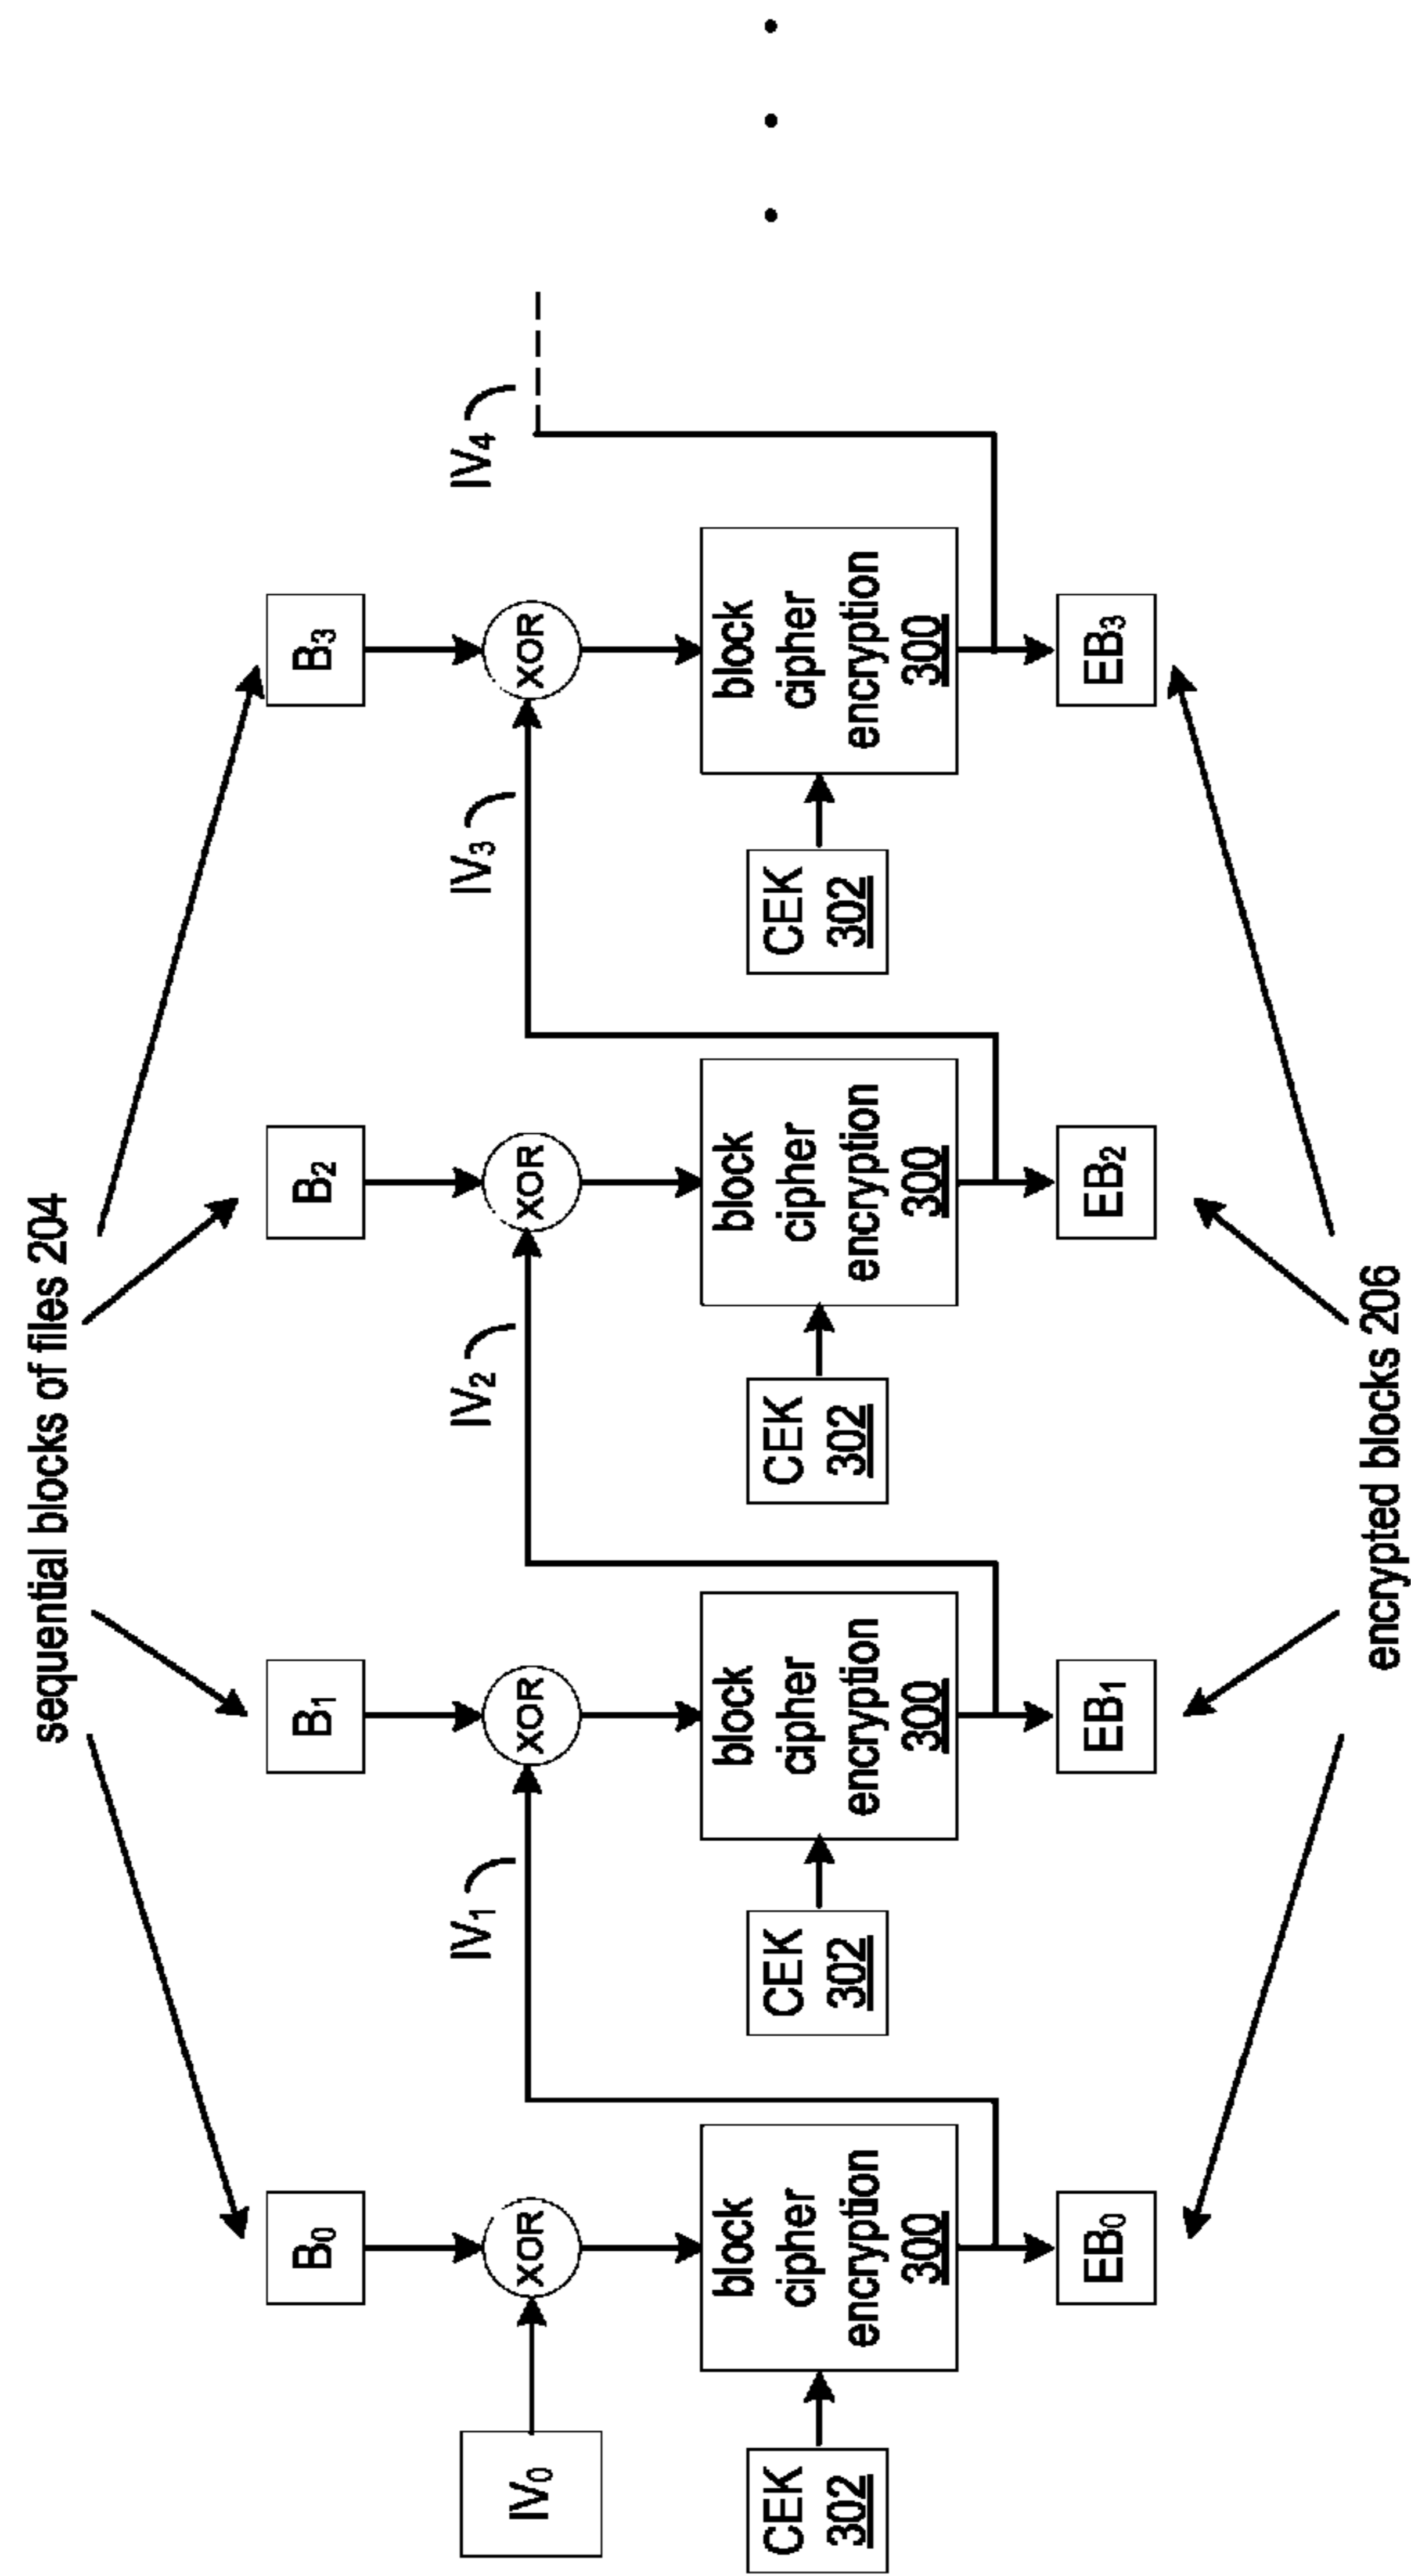 sequential blocks of files 204
B0
B1
B2
B3
IV0
XOR
IV1
XOR
IV2
XOR
IV3
XOR
IV4
CEK
302
block
cipher
encryption
300
CEK
302
block
cipher
encryption
300
CEK
302
block
cipher
encryption
300
CEK
302
block
cipher
encryption
300
EB0
EB1
EB2
EB3
encrypted blocks 206